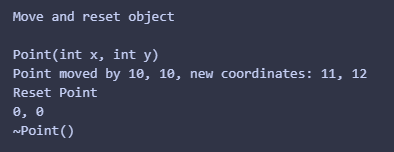 Move and reset object

Point(int x, int y)
Point moved by 10, 10, new coordinates: 11, 12
Reset Point
0, 0
~Point()